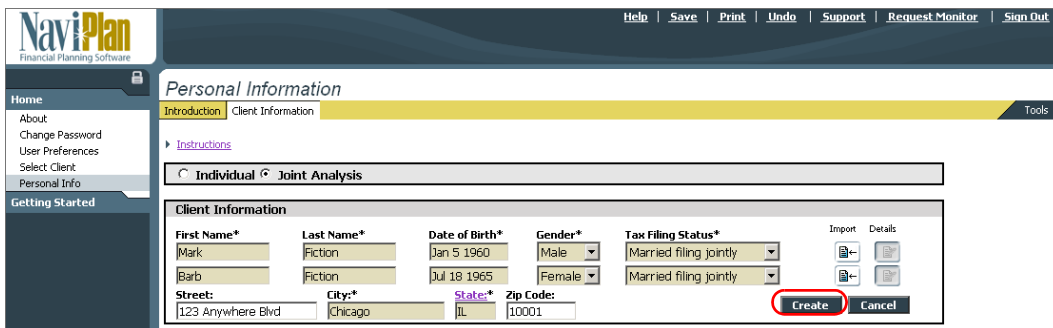 NaviPlan
Financial Planning Software
Help | Save | Print | Undo | Support | Request Monitor | Sign Out
Home
About
Change Password
User Preferences
Select Client
Personal Info
Getting Started
Personal Information
Introduction Client Information
Tools
Instructions
Individual Joint Analysis
Client Information
First Name* Last Name* Date of Birth* Gender* Tax Filing Status* Import Details
Mark Fiction Jan 5 1960 Male Married filing jointly
Barb Fiction Jul 18 1965 Female Married filing jointly
Street: City:* State:* Zip Code:
123 Anywhere Blvd Chicago IL 10001
Create Cancel